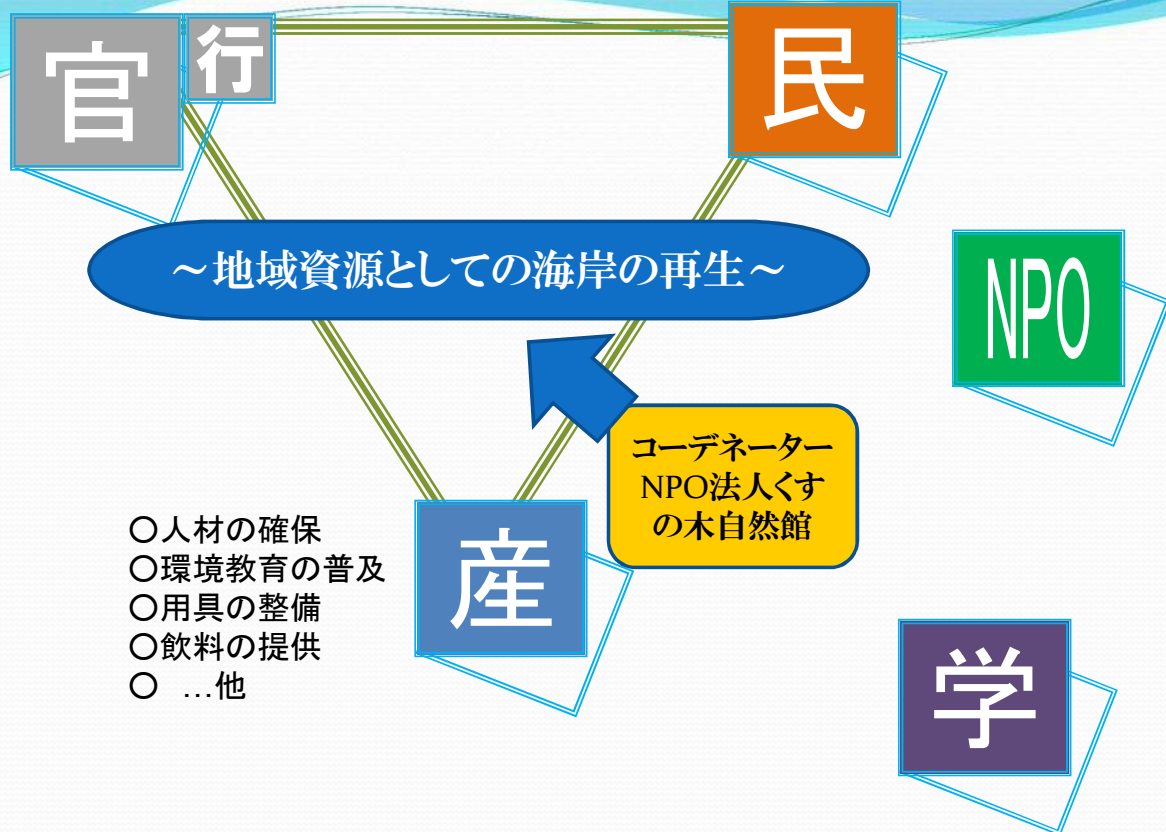 官
行
民
～地域資源としての海岸の再生～
NPO
コーデネーター
NPO法人くす
の木自然館
産
〇人材の確保
〇環境教育の普及
〇用具の整備
〇飲料の提供
〇 …他
学